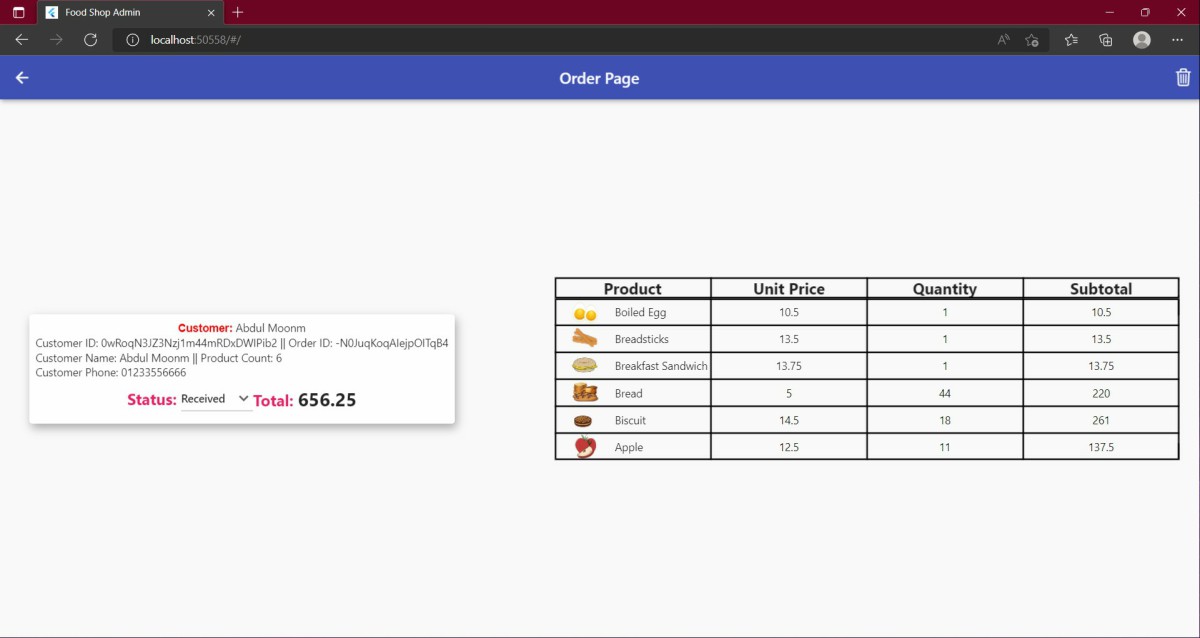 Food Shop Admin
localhost:50558/#/
Order Page
Customer: Abdul Moonm
Customer ID: 0wRoqN3JZ3Nzj1m44mRDxDWlPib2 || Order ID: -N0JuqKoqAlejpOITqB4
Customer Name: Abdul Moonm || Product Count: 6
Customer Phone: 01233556666
Status: Received Total: 656.25
Product Unit Price Quantity Subtotal
Boiled Egg 10.5 1 10.5
Breadsticks 13.5 1 13.5
Breakfast Sandwich 13.75 1 13.75
Bread 5 44 220
Biscuit 14.5 18 261
Apple 12.5 11 137.5